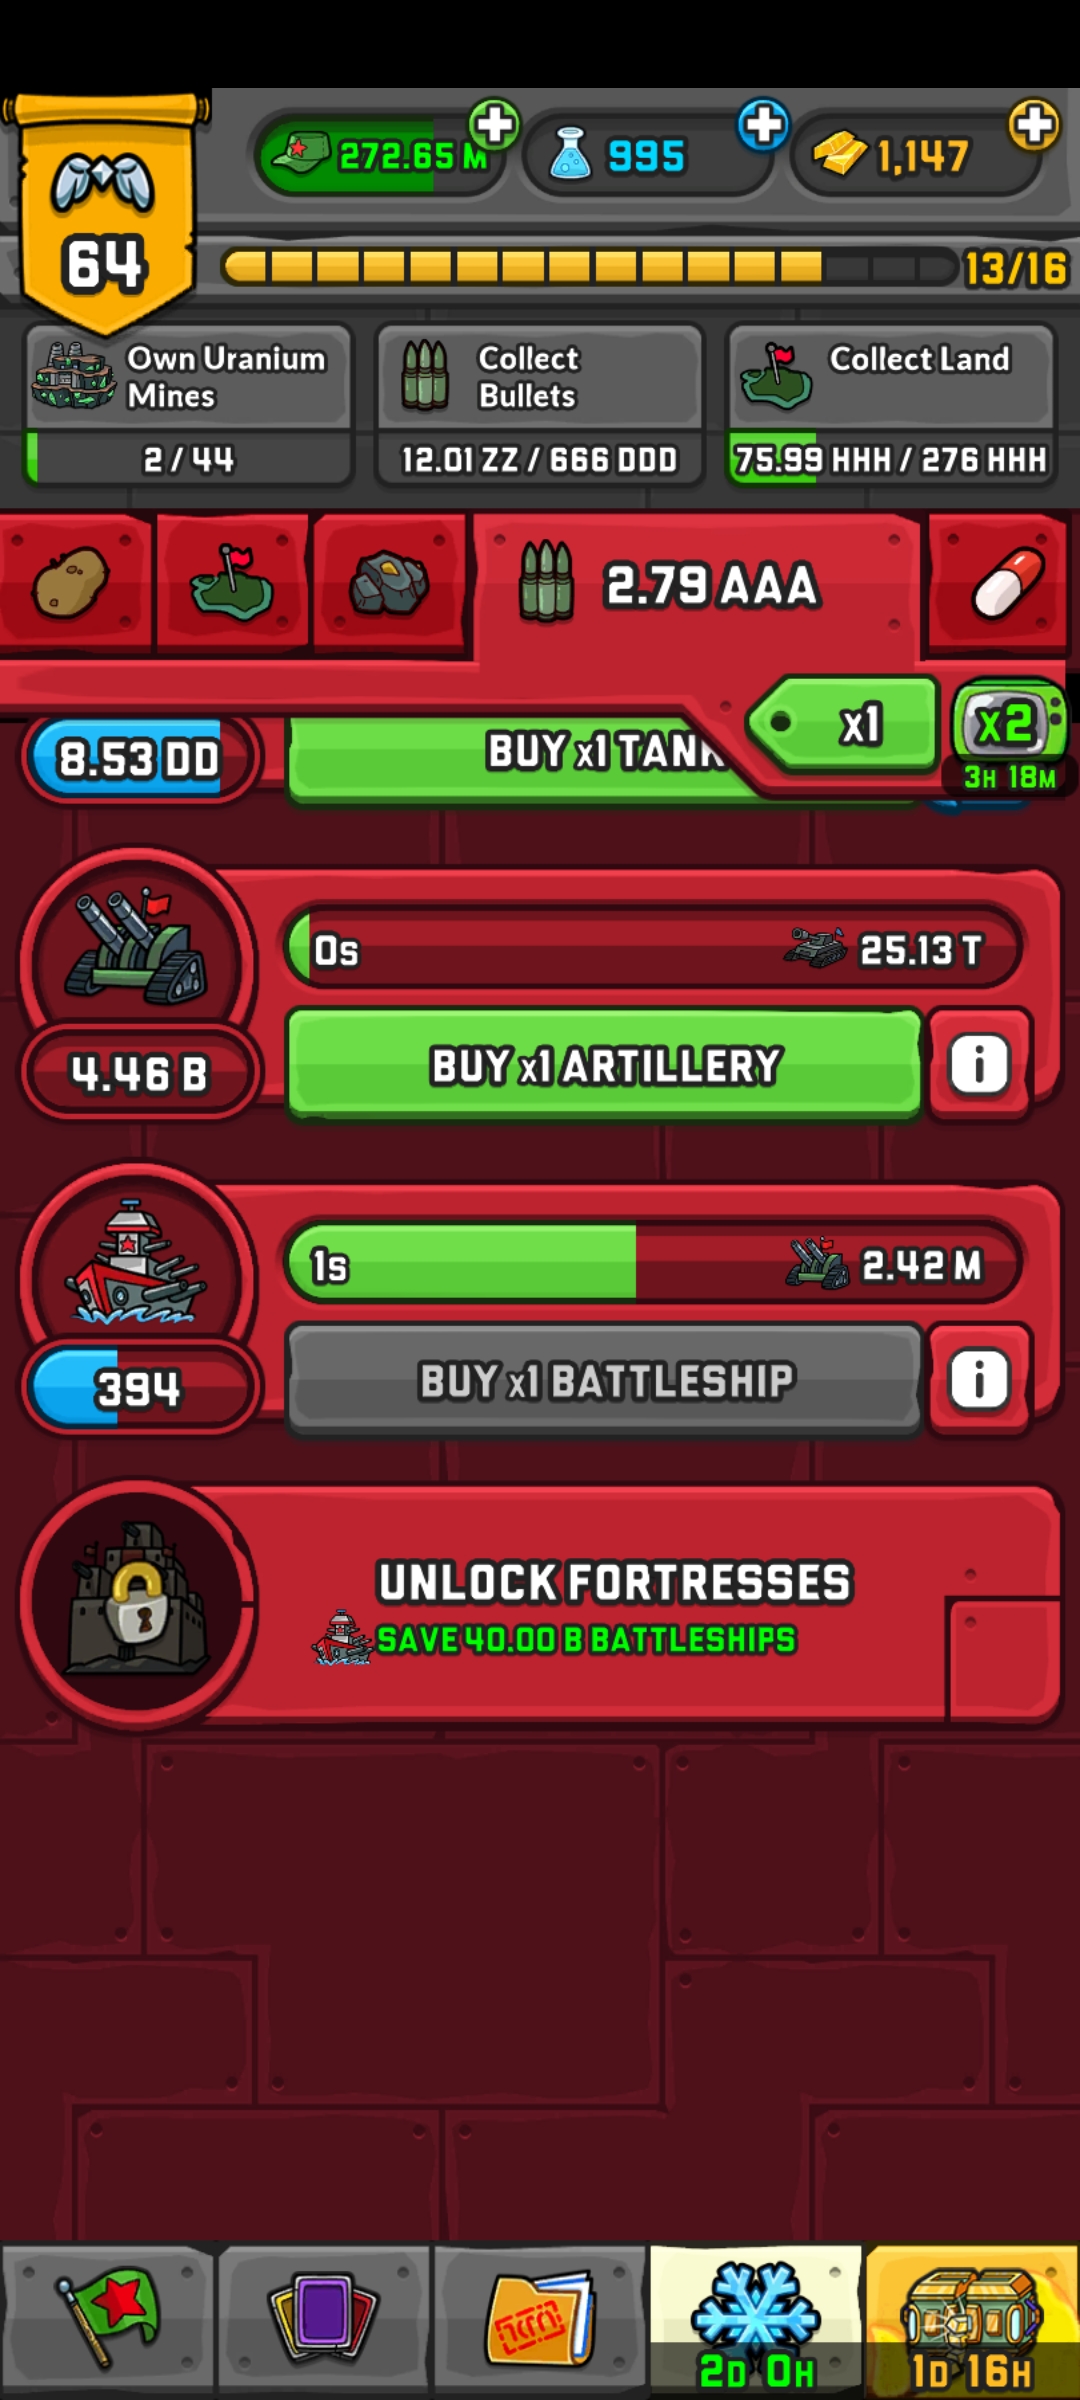 64
272.65 M
995
1,147
13/16
Own Uranium
Mines
2 / 44
Collect
Bullets
12.01 ZZ / 666 DDD
Collect Land
75.99 HHH / 276 HHH
2.79 AAA
x1
x2
3H 18M
8.53 DD
BUY x1 TANK
0s
25.13 T
4.46 B
BUY x1 ARTILLERY
i
1s
2.42 M
394
BUY x1 BATTLESHIP
i
UNLOCK FORTRESSES
SAVE 40.00 B BATTLESHIPS
2D 0H
1D 16H